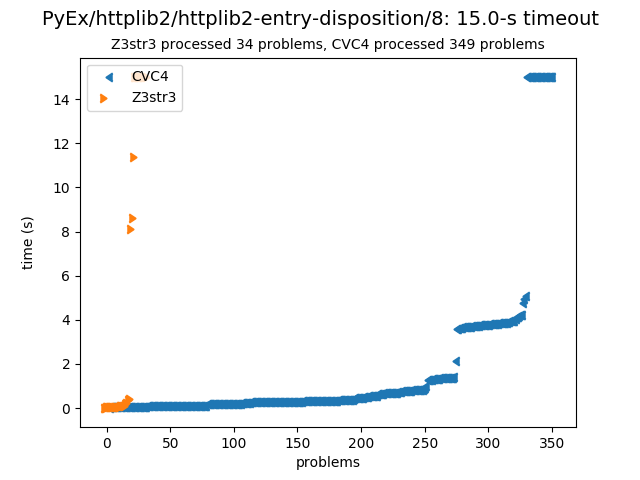 PyEx/httplib2/httplib2-entry-disposition/8: 15.0-s timeout
Z3str3 processed 34 problems, CVC4 processed 349 problems
CVC4
Z3str3
14
12
10
8
6
4
2
0
time (s)
0 50 100 150 200 250 300 350
problems